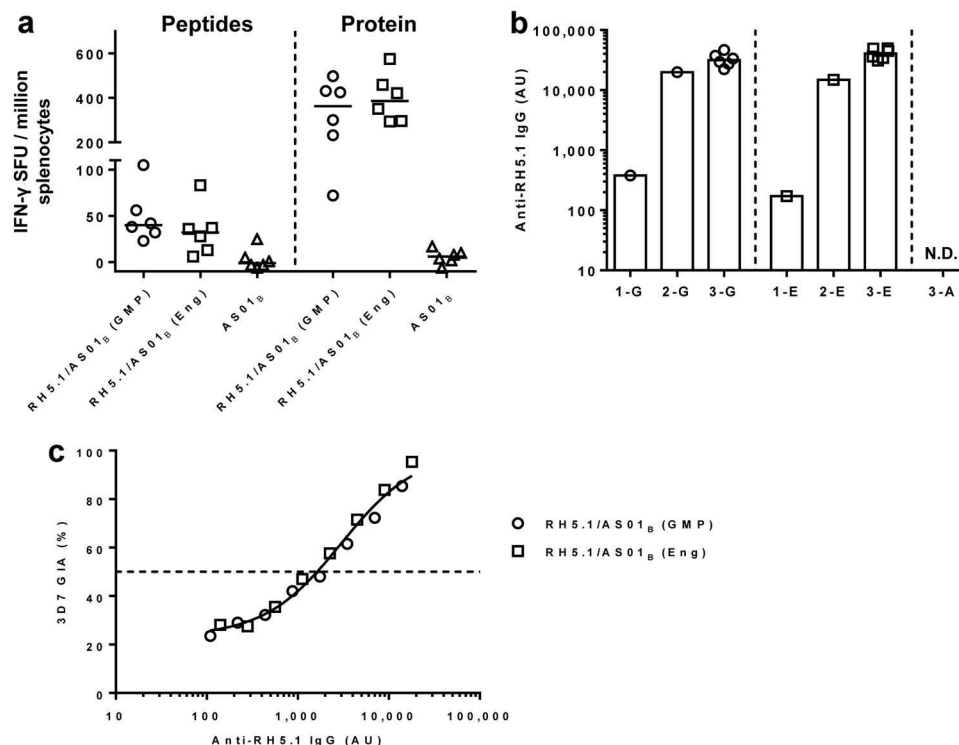 a
Peptides
Protein
IFN-γ SFU / million
splenocytes
600
400
200
100
50
0
RH5.1/AS01B (GMP)
RH5.1/AS01B (Eng)
AS01B
RH5.1/AS01B (GMP)
RH5.1/AS01B (Eng)
AS01B
b
Anti-RH5.1 IgG (AU)
100,000
10,000
1,000
100
10
N.D.
1-G 2-G 3-G 1-E 2-E 3-E 3-A
c
3D7 GIA (%)
100
80
60
40
20
0
10 100 1,000 10,000 100,000
Anti-RH5.1 IgG (AU)
RH5.1/AS01B (GMP)
RH5.1/AS01B (Eng)